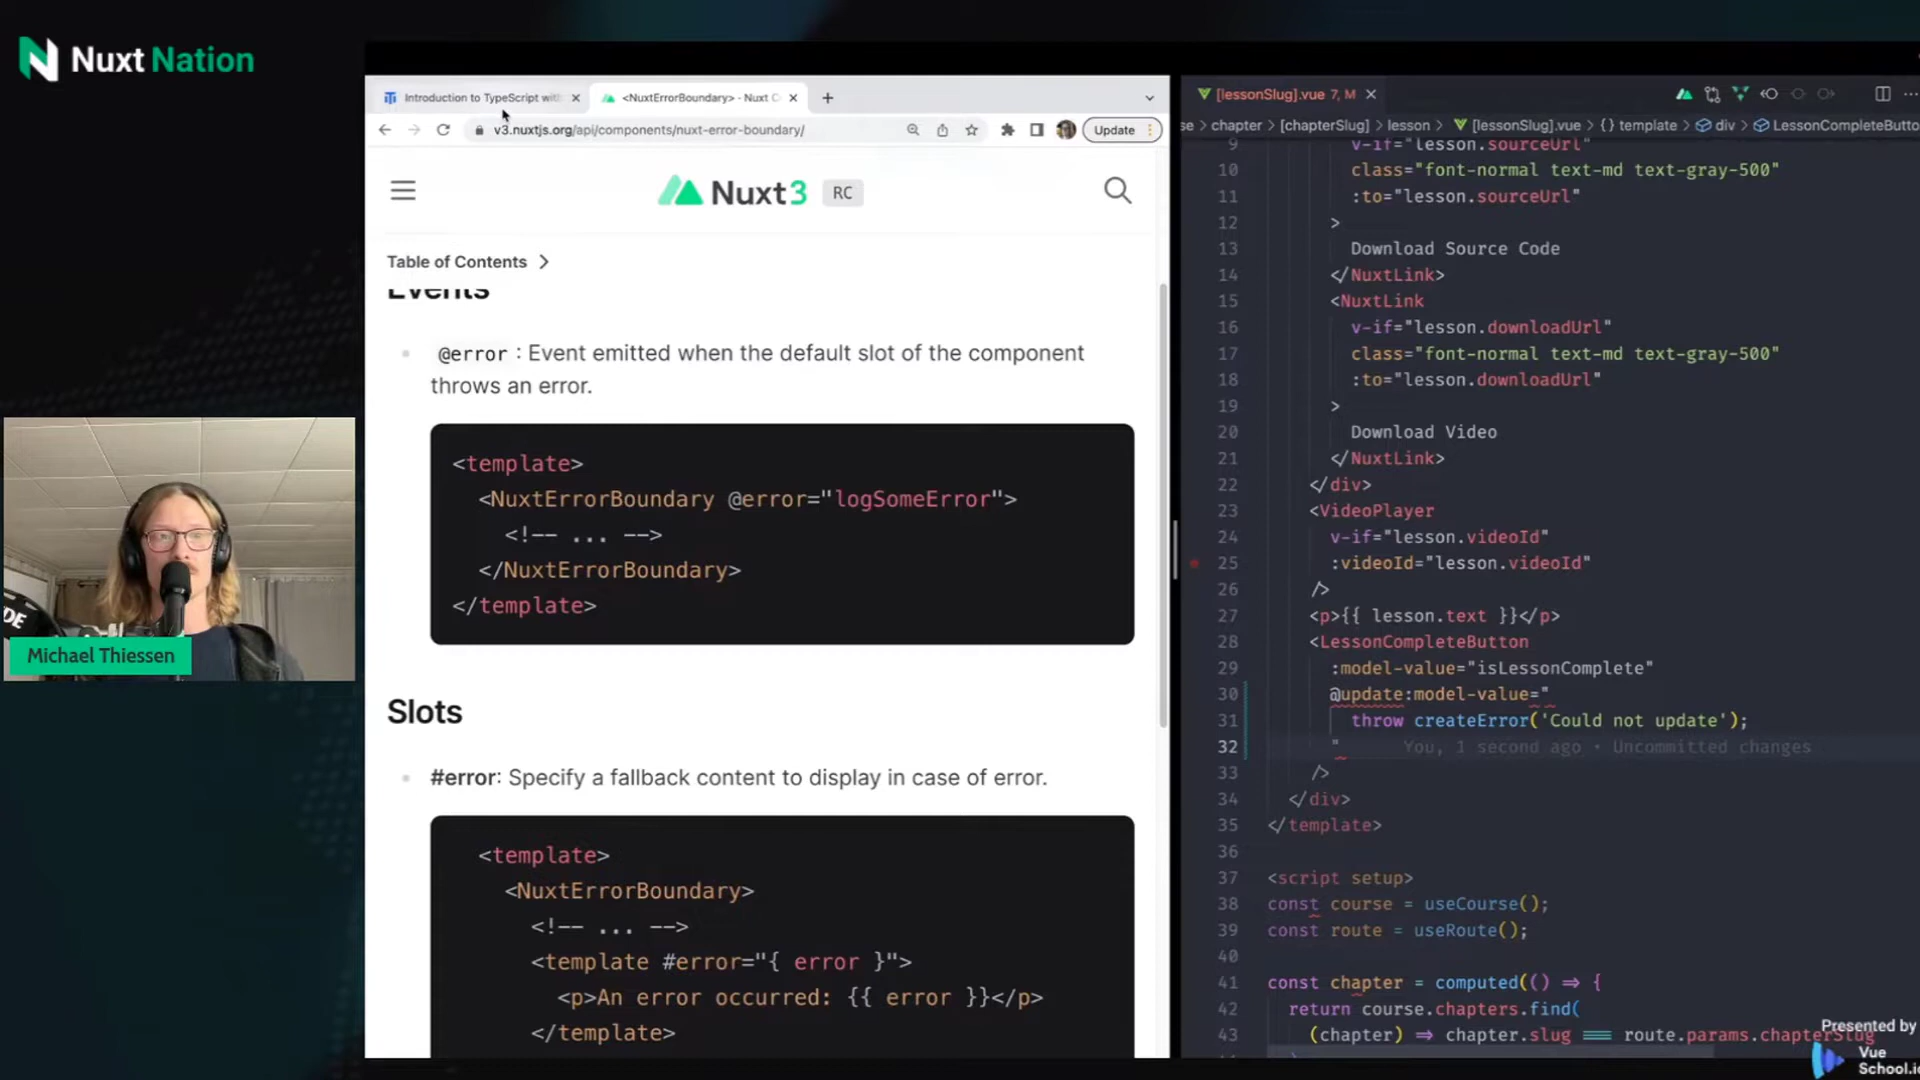 Nuxt Nation
Introduction to TypeScript with
<NuxtErrorBoundary> - Nuxt C
v3.nuxtjs.org/api/components/nuxt-error-boundary/
Update
Nuxt3 RC
Table of Contents
Events
@error : Event emitted when the default slot of the component
throws an error.
<template>
<NuxtErrorBoundary @error="logSomeError">
<!-- ... -->
</NuxtErrorBoundary>
</template>
Slots
#error: Specify a fallback content to display in case of error.
<template>
<NuxtErrorBoundary>
<!-- ... -->
<template #error="{ error }">
<p>An error occurred: {{ error }}</p>
</template>
Michael Thiessen
[lessonSlug].vue 7, M
se > chapter > [chapterSlug] > lesson > [lessonSlug].vue > {} template > div > LessonCompleteButto
9 v-if="lesson.sourceUrl"
10 class="font-normal text-md text-gray-500"
11 :to="lesson.sourceUrl"
12 >
13 Download Source Code
14 </NuxtLink>
15 <NuxtLink
16 v-if="lesson.downloadUrl"
17 class="font-normal text-md text-gray-500"
18 :to="lesson.downloadUrl"
19 >
20 Download Video
21 </NuxtLink>
22 </div>
23 <VideoPlayer
24 v-if="lesson.videoId"
25 :videoId="lesson.videoId"
26 />
27 <p>{{ lesson.text }}</p>
28 <LessonCompleteButton
29 :model-value="isLessonComplete"
30 @update:model-value="
31 throw createError('Could not update');
32 " You, 1 second ago • Uncommitted changes
33 />
34 </div>
35 </template>
36
37 <script setup>
38 const course = useCourse();
39 const route = useRoute();
40
41 const chapter = computed(() => {
42 return course.chapters.find(
43 (chapter) => chapter.slug === route.params.chapterSlug
Presented by
Vue
School.io